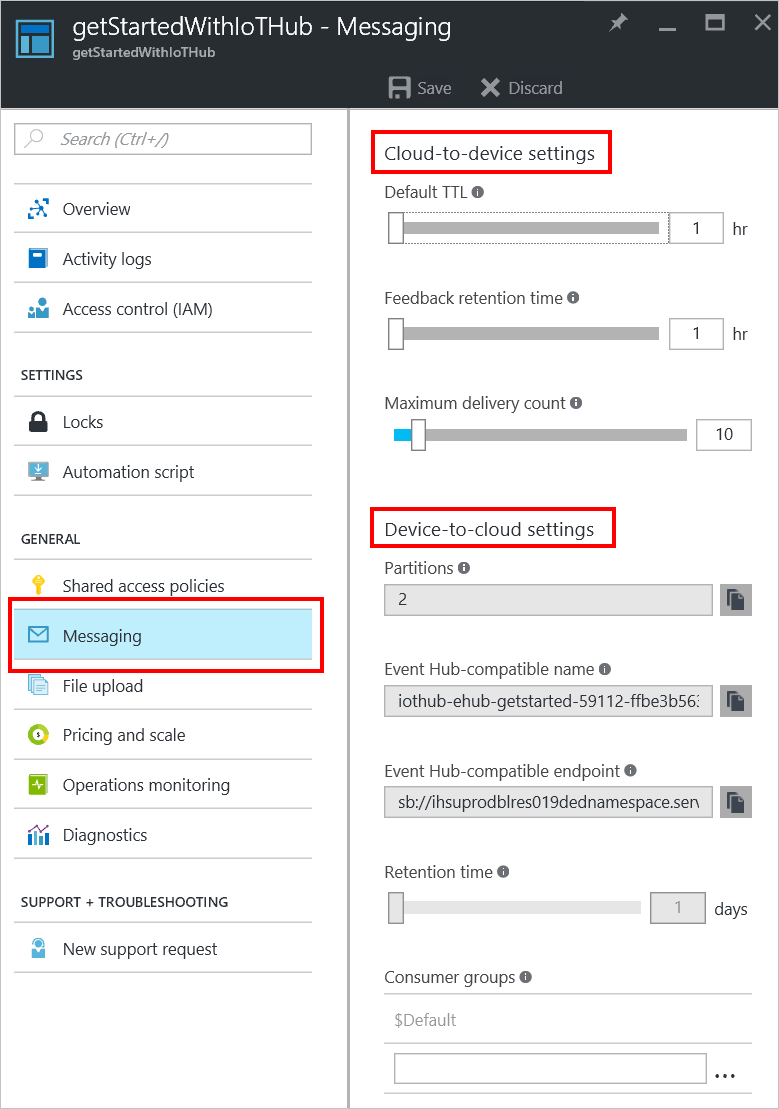 getStartedWithIoTHub - Messaging
getStartedWithIoTHub
Save Discard
Search (Ctrl+/)
Overview
Activity logs
Access control (IAM)
SETTINGS
Locks
Automation script
GENERAL
Shared access policies
Messaging
File upload
Pricing and scale
Operations monitoring
Diagnostics
SUPPORT + TROUBLESHOOTING
New support request
Cloud-to-device settings
Default TTL
1 hr
Feedback retention time
1 hr
Maximum delivery count
10
Device-to-cloud settings
Partitions
2
Event Hub-compatible name
iothub-ehub-getstarted-59112-ffbe3b563
Event Hub-compatible endpoint
sb://ihsuprodblres019dednamespace.serv
Retention time
1 days
Consumer groups
$Default
...